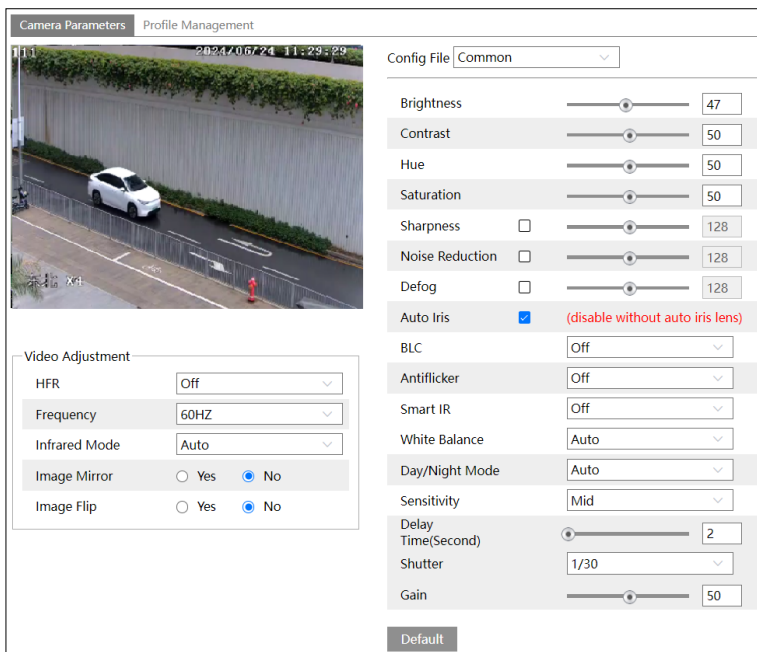 Camera Parameters
Profile Management
111
2024/06/24 11:29:29
X4
Video Adjustment
HFR Off
Frequency 60HZ
Infrared Mode Auto
Image Mirror Yes No
Image Flip Yes No
Config File Common
Brightness 47
Contrast 50
Hue 50
Saturation 50
Sharpness 128
Noise Reduction 128
Defog 128
Auto Iris (disable without auto iris lens)
BLC Off
Antiflicker Off
Smart IR Off
White Balance Auto
Day/Night Mode Auto
Sensitivity Mid
Delay
Time(Second) 2
Shutter 1/30
Gain 50
Default